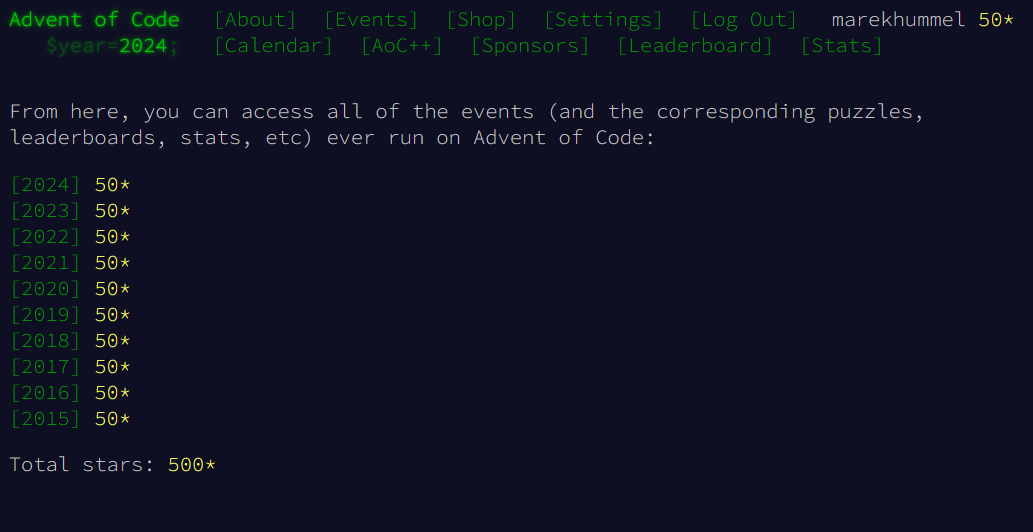 Advent of Code [About] [Events] [Shop] [Settings] [Log Out] marekhummel 50*
$year=2024; [Calendar] [AoC++] [Sponsors] [Leaderboard] [Stats]
From here, you can access all of the events (and the corresponding puzzles,
leaderboards, stats, etc) ever run on Advent of Code:
[2024] 50*
[2023] 50*
[2022] 50*
[2021] 50*
[2020] 50*
[2019] 50*
[2018] 50*
[2017] 50*
[2016] 50*
[2015] 50*
Total stars: 500*